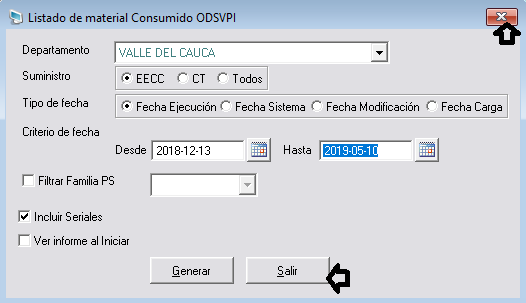 Listado de material Consumido ODSVPI
Departamento VALLE DEL CAUCA
Suministro EECC CT Todos
Tipo de fecha Fecha Ejecución Fecha Sistema Fecha Modificación Fecha Carga
Criterio de fecha
Desde 2018-12-13 Hasta 2019-05-10
Filtrar Familia PS
Incluir Seriales
Ver informe al Iniciar
Generar Salir